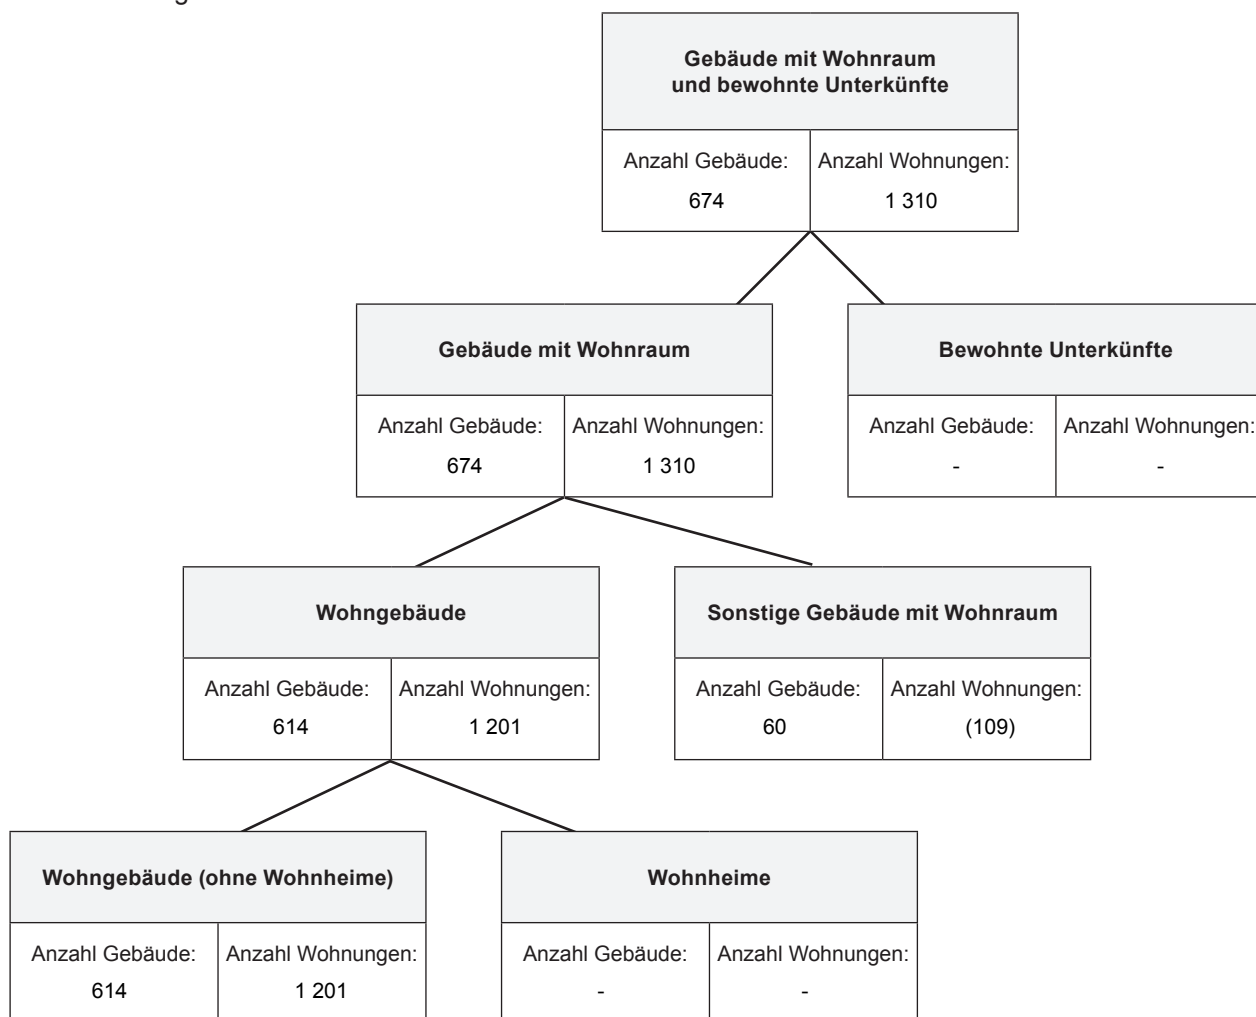 Gebäude mit Wohnraum
und bewohnte Unterkünfte
Anzahl Gebäude: Anzahl Wohnungen:
674 1 310
Gebäude mit Wohnraum
Bewohnte Unterkünfte
Anzahl Gebäude: Anzahl Wohnungen:
674 1 310
Anzahl Gebäude: Anzahl Wohnungen:
- -
Wohngebäude
Sonstige Gebäude mit Wohnraum
Anzahl Gebäude: Anzahl Wohnungen:
614 1 201
Anzahl Gebäude: Anzahl Wohnungen:
60 (109)
Wohngebäude (ohne Wohnheime)
Wohnheime
Anzahl Gebäude: Anzahl Wohnungen:
614 1 201
Anzahl Gebäude: Anzahl Wohnungen:
- -